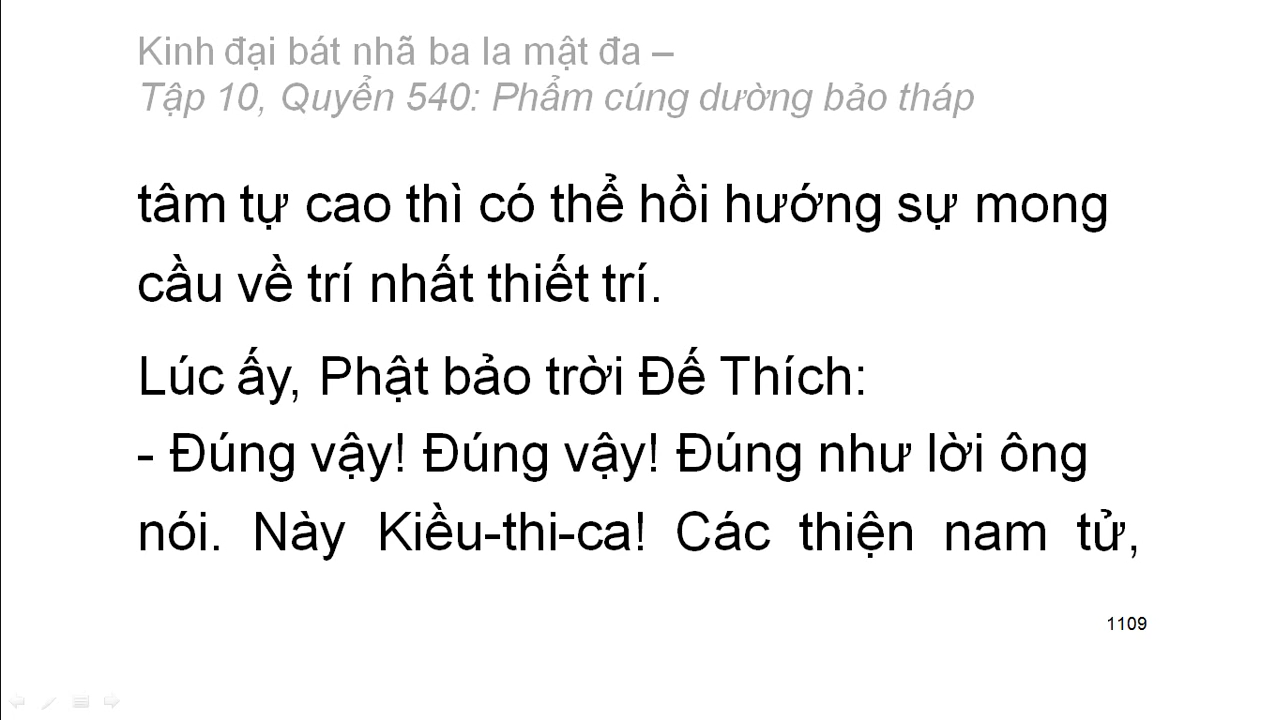 Kinh đại bát nhã ba la mật đa –
Tập 10, Quyển 540: Phẩm cúng dường bảo tháp
tâm tự cao thì có thể hồi hướng sự mong
cầu về trí nhất thiết trí.
Lúc ấy, Phật bảo trời Đế Thích:
- Đúng vậy! Đúng vậy! Đúng như lời ông
nói. Này Kiều-thi-ca! Các thiện nam tử,
1109